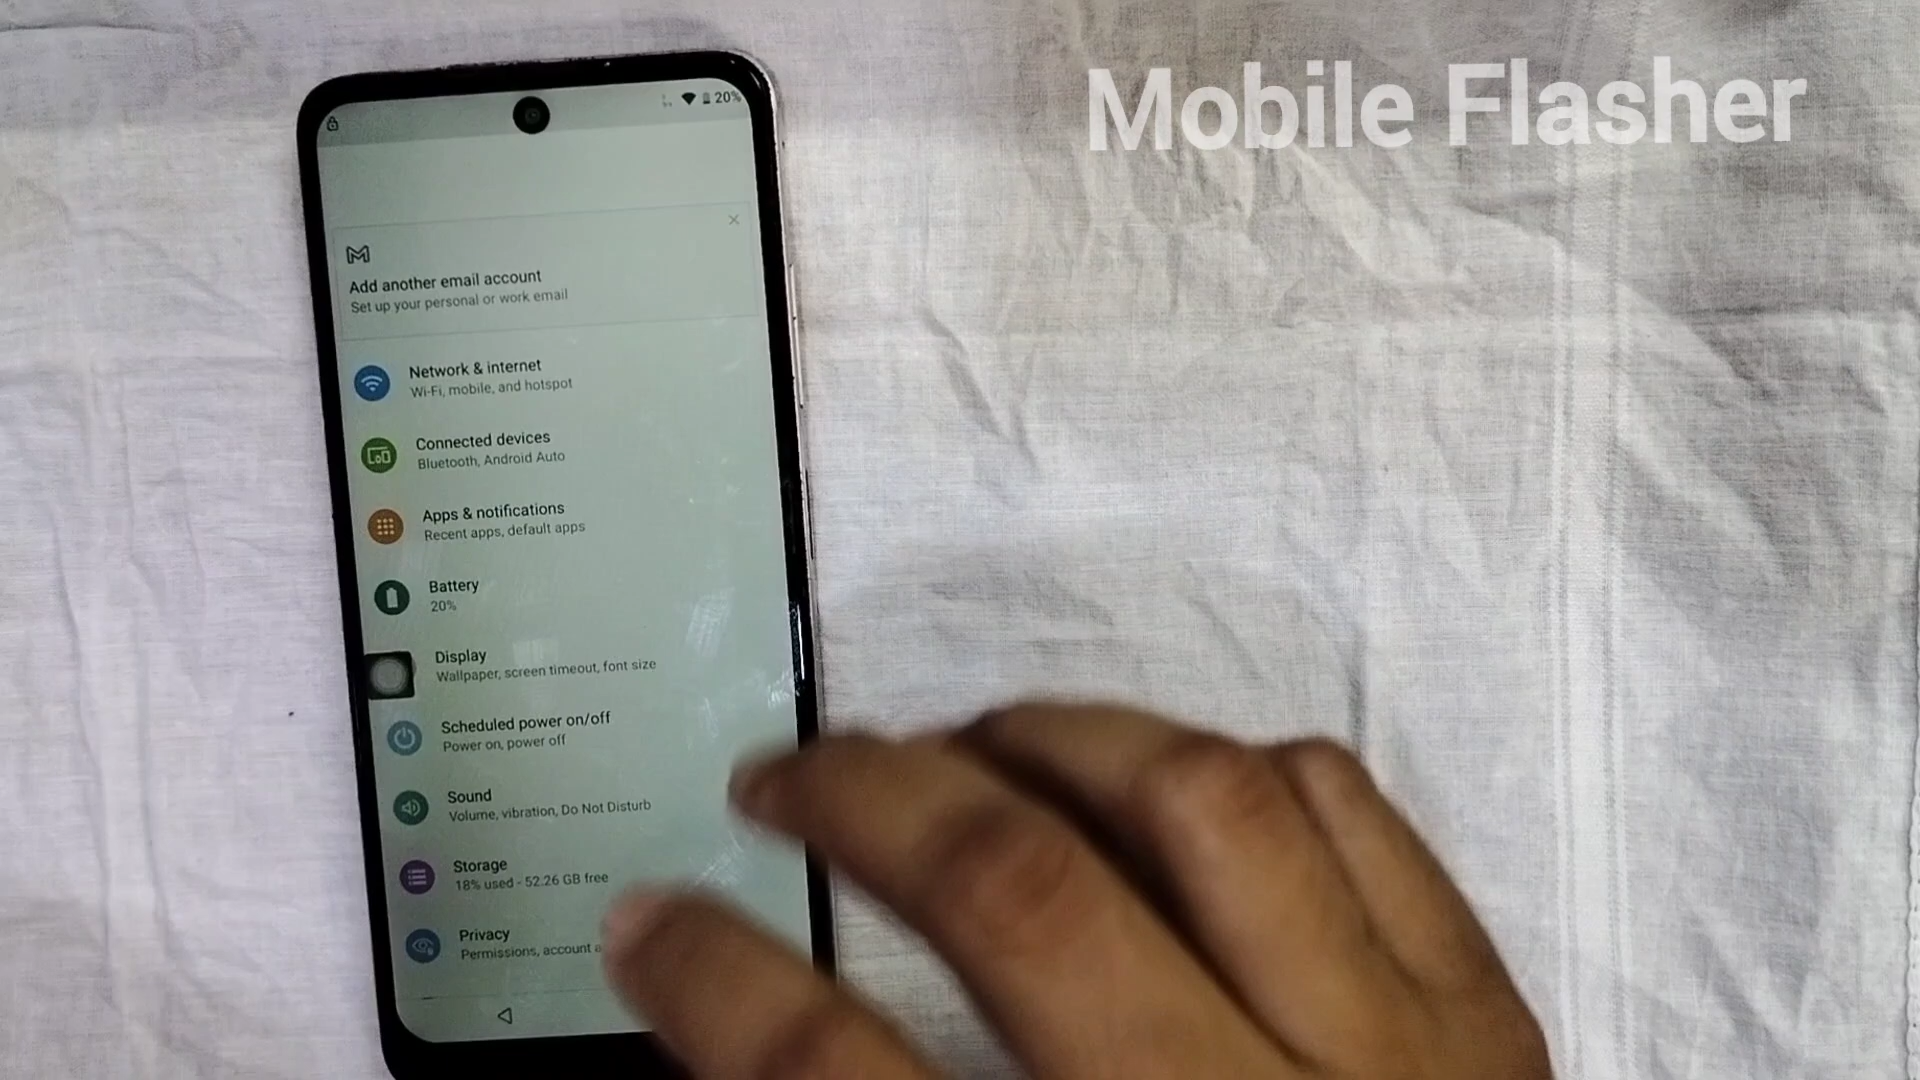 Mobile Flasher
20%
Add another email account
Set up your personal or work email
Network & internet
Wi-Fi, mobile, and hotspot
Connected devices
Bluetooth, Android Auto
Apps & notifications
Recent apps, default apps
Battery
20%
Display
Wallpaper, screen timeout, font size
Scheduled power on/off
Power on, power off
Sound
Volume, vibration, Do Not Disturb
Storage
18% used - 52.26 GB free
Privacy
Permissions, account